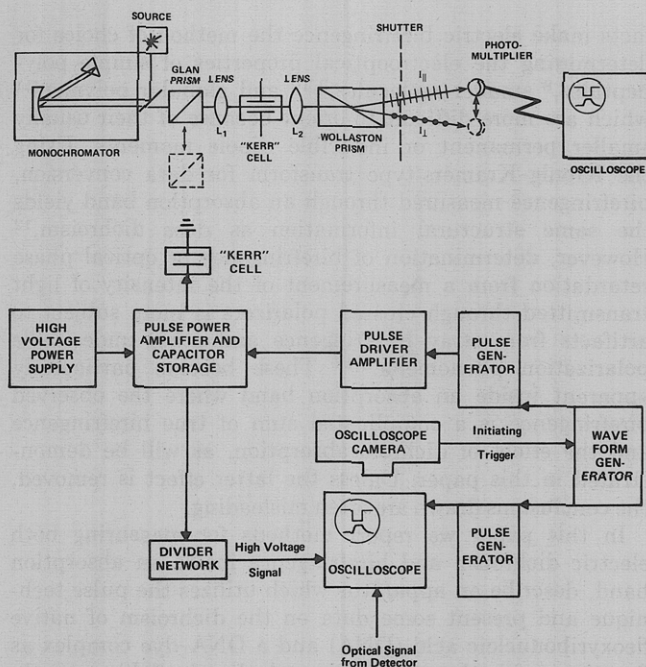 SOURCE
SHUTTER
GLAN
PRISM
LENS
LENS
PHOTO-
MULTIPLIER
I||
L1
L2
"KERR"
CELL
WOLLASTON
PRISM
I⊥
MONOCHROMATOR
OSCILLOSCOPE
"KERR"
CELL
HIGH
VOLTAGE
POWER
SUPPLY
PULSE POWER
AMPLIFIER AND
CAPACITOR
STORAGE
PULSE
DRIVER
AMPLIFIER
PULSE
GEN-
ERATOR
OSCILLOSCOPE
CAMERA
Initiating
Trigger
WAVE
FORM
GEN-
ERATOR
DIVIDER
NETWORK
High Voltage
Signal
OSCILLOSCOPE
PULSE
GEN-
ERATOR
Optical Signal
from Detector